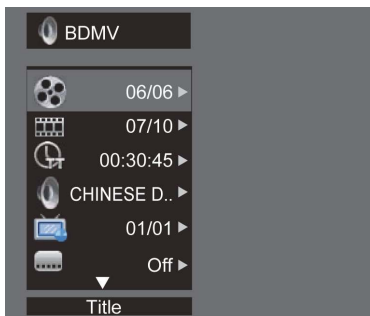 BDMV
06/06
07/10
00:30:45
CHINESE D..
01/01
Off
Title